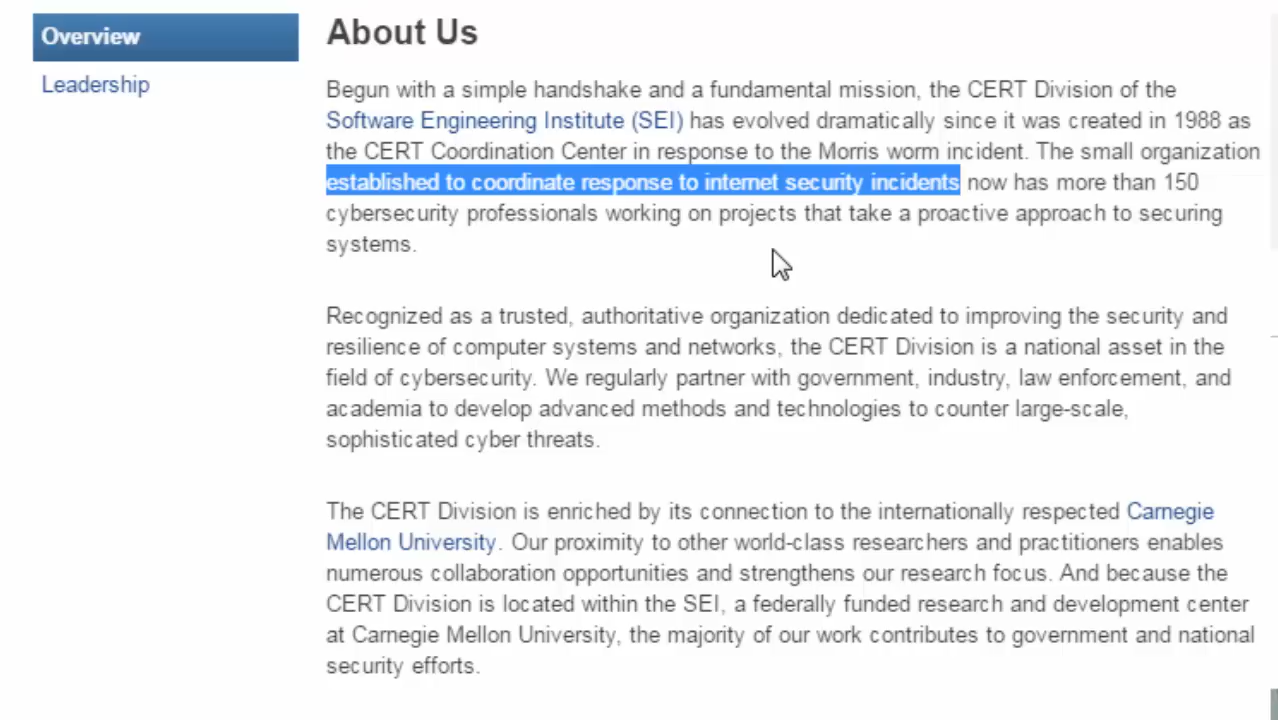 Overview
Leadership
About Us
Begun with a simple handshake and a fundamental mission, the CERT Division of the
Software Engineering Institute (SEI) has evolved dramatically since it was created in 1988 as
the CERT Coordination Center in response to the Morris worm incident. The small organization
established to coordinate response to internet security incidents now has more than 150
cybersecurity professionals working on projects that take a proactive approach to securing
systems.
Recognized as a trusted, authoritative organization dedicated to improving the security and
resilience of computer systems and networks, the CERT Division is a national asset in the
field of cybersecurity. We regularly partner with government, industry, law enforcement, and
academia to develop advanced methods and technologies to counter large-scale,
sophisticated cyber threats.
The CERT Division is enriched by its connection to the internationally respected Carnegie
Mellon University. Our proximity to other world-class researchers and practitioners enables
numerous collaboration opportunities and strengthens our research focus. And because the
CERT Division is located within the SEI, a federally funded research and development center
at Carnegie Mellon University, the majority of our work contributes to government and national
security efforts.